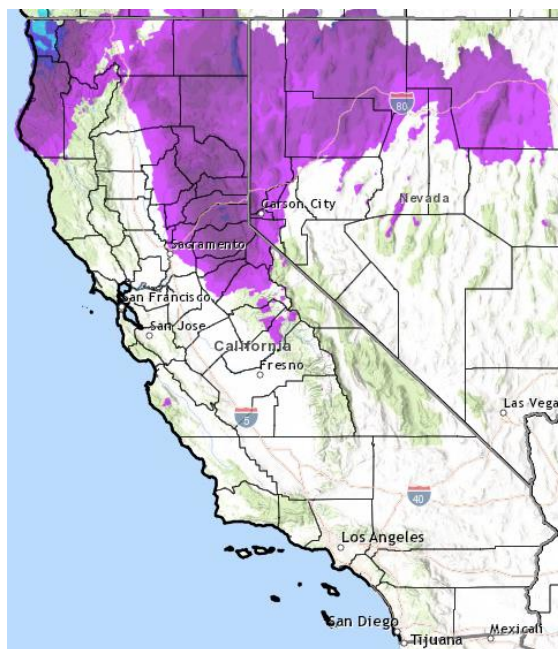 80
Carson City
Nevada
Sacramento
San Francisco
San Jose
California
Fresno
Las Vega
5
40
Los Angeles
San Diego
Tijuana
Mexicali